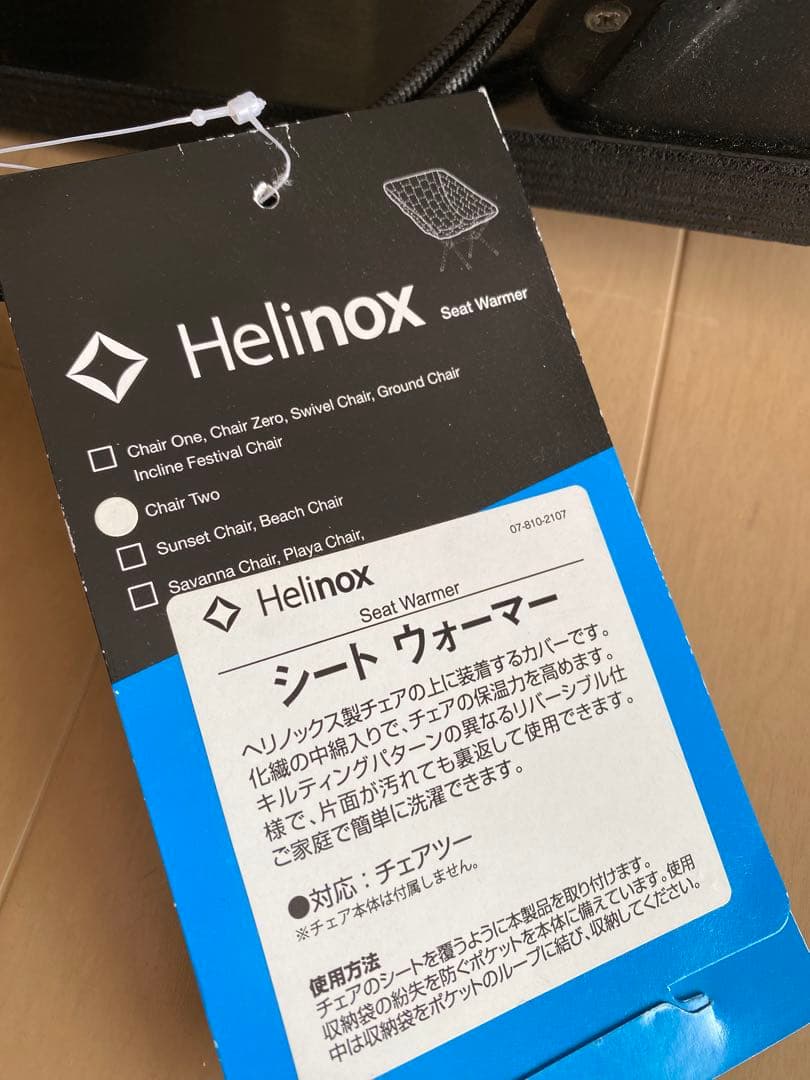 Helinox Seat Warmer
Chair One, Chair Zero, Swivel Chair, Ground Chair
Incline Festival Chair
Chair Two
Sunset Chair, Beach Chair
Savanna Chair, Playa Chair,
07-810-2107
Helinox
Seat Warmer
シート ウォーマー
ヘリノックス製チェアの上に装着するカバーです。
化繊の中綿入りで、チェアの保温力を高めます。
キルティングパターンの異なるリバーシブル仕
様で、片面が汚れても裏返して使用できます。
ご家庭で簡単に洗濯できます。
●対応：チェアツー
※チェア本体は付属しません。
使用方法
チェアのシートを覆うように本製品を取り付けます。
収納袋の紛失を防ぐポケットを本体に備えています。使用
中は収納袋をポケットのループに結び、収納してください。